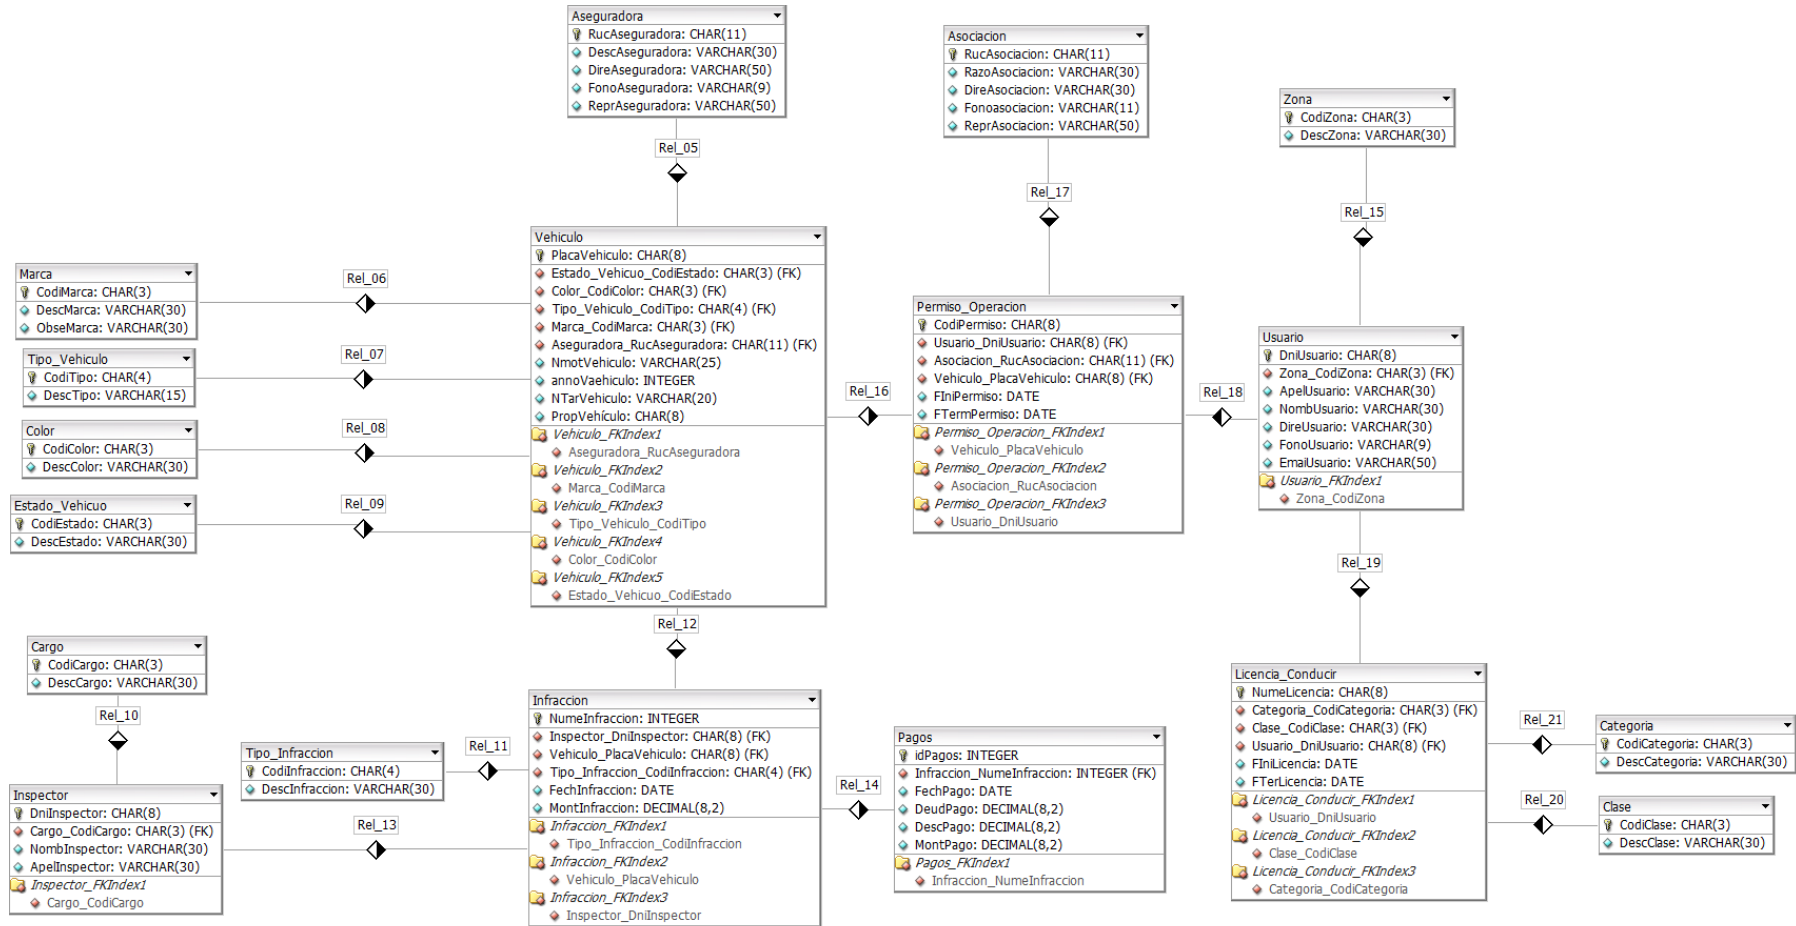 Aseguradora
RucAseguradora: CHAR(11)
DescAseguradora: VARCHAR(30)
DireAseguradora: VARCHAR(50)
FonoAseguradora: VARCHAR(9)
ReprAseguradora: VARCHAR(50)
Rel_05
Asociacion
RucAsociacion: CHAR(11)
RazoAsociacion: VARCHAR(30)
DireAsociacion: VARCHAR(30)
Fonoasociacion: VARCHAR(11)
ReprAsociacion: VARCHAR(50)
Rel_17
Zona
CodiZona: CHAR(3)
DescZona: VARCHAR(30)
Rel_15
Marca
CodiMarca: CHAR(3)
DescMarca: VARCHAR(30)
ObseMarca: VARCHAR(30)
Rel_06
Tipo_Vehiculo
CodiTipo: CHAR(4)
DescTipo: VARCHAR(15)
Rel_07
Color
CodiColor: CHAR(3)
DescColor: VARCHAR(30)
Rel_08
Estado_Vehicuo
CodiEstado: CHAR(3)
DescEstado: VARCHAR(30)
Rel_09
Vehiculo
PlacaVehiculo: CHAR(8)
Estado_Vehicuo_CodiEstado: CHAR(3) (FK)
Color_CodiColor: CHAR(3) (FK)
Tipo_Vehiculo_CodiTipo: CHAR(4) (FK)
Marca_CodiMarca: CHAR(3) (FK)
Aseguradora_RucAseguradora: CHAR(11) (FK)
NmotVehiculo: VARCHAR(25)
annoVaehiculo: INTEGER
NTarVehiculo: VARCHAR(20)
PropVehículo: CHAR(8)
Vehiculo_FKIndex1
Aseguradora_RucAseguradora
Vehiculo_FKIndex2
Marca_CodiMarca
Vehiculo_FKIndex3
Tipo_Vehiculo_CodiTipo
Vehiculo_FKIndex4
Color_CodiColor
Vehiculo_FKIndex5
Estado_Vehicuo_CodiEstado
Rel_16
Permiso_Operacion
CodiPermiso: CHAR(8)
Usuario_DniUsuario: CHAR(8) (FK)
Asociacion_RucAsociacion: CHAR(11) (FK)
Vehiculo_PlacaVehiculo: CHAR(8) (FK)
FIniPermiso: DATE
FTermPermiso: DATE
Permiso_Operacion_FKIndex1
Vehiculo_PlacaVehiculo
Permiso_Operacion_FKIndex2
Asociacion_RucAsociacion
Permiso_Operacion_FKIndex3
Usuario_DniUsuario
Rel_18
Usuario
DniUsuario: CHAR(8)
Zona_CodiZona: CHAR(3) (FK)
ApelUsuario: VARCHAR(30)
NombUsuario: VARCHAR(30)
DireUsuario: VARCHAR(30)
FonoUsuario: VARCHAR(9)
EmaiUsuario: VARCHAR(50)
Usuario_FKIndex1
Zona_CodiZona
Rel_19
Rel_12
Cargo
CodiCargo: CHAR(3)
DescCargo: VARCHAR(30)
Rel_10
Inspector
DniInspector: CHAR(8)
Cargo_CodiCargo: CHAR(3) (FK)
NombInspector: VARCHAR(30)
ApelInspector: VARCHAR(30)
Inspector_FKIndex1
Cargo_CodiCargo
Tipo_Infraccion
CodiInfraccion: CHAR(4)
DescInfraccion: VARCHAR(30)
Rel_11
Rel_13
Infraccion
NumeInfraccion: INTEGER
Inspector_DniInspector: CHAR(8) (FK)
Vehiculo_PlacaVehiculo: CHAR(8) (FK)
Tipo_Infraccion_CodiInfraccion: CHAR(4) (FK)
FechInfraccion: DATE
MontInfraccion: DECIMAL(8,2)
Infraccion_FKIndex1
Tipo_Infraccion_CodiInfraccion
Infraccion_FKIndex2
Vehiculo_PlacaVehiculo
Infraccion_FKIndex3
Inspector_DniInspector
Rel_14
Pagos
idPagos: INTEGER
Infraccion_NumeInfraccion: INTEGER (FK)
FechPago: DATE
DeudPago: DECIMAL(8,2)
DescPago: DECIMAL(8,2)
MontPago: DECIMAL(8,2)
Pagos_FKIndex1
Infraccion_NumeInfraccion
Licencia_Conducir
NumeLicencia: CHAR(8)
Categoria_CodiCategoria: CHAR(3) (FK)
Clase_CodiClase: CHAR(3) (FK)
Usuario_DniUsuario: CHAR(8) (FK)
FIniLicencia: DATE
FTerLicencia: DATE
Licencia_Conducir_FKIndex1
Usuario_DniUsuario
Licencia_Conducir_FKIndex2
Clase_CodiClase
Licencia_Conducir_FKIndex3
Categoria_CodiCategoria
Rel_21
Categoria
CodiCategoria: CHAR(3)
DescCategoria: VARCHAR(30)
Rel_20
Clase
CodiClase: CHAR(3)
DescClase: VARCHAR(30)